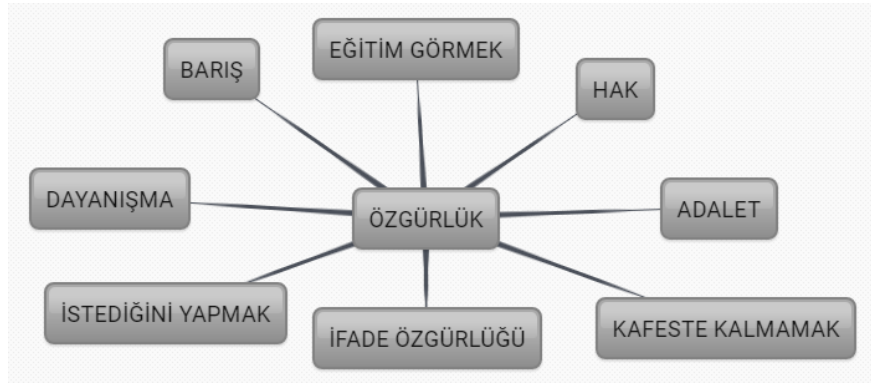 EĞİTİM GÖRMEK
BARIŞ
HAK
DAYANIŞMA
ÖZGÜRLÜK
ADALET
İSTEDİĞİNİ YAPMAK
İFADE ÖZGÜRLÜĞÜ
KAFESTE KALMAMAK